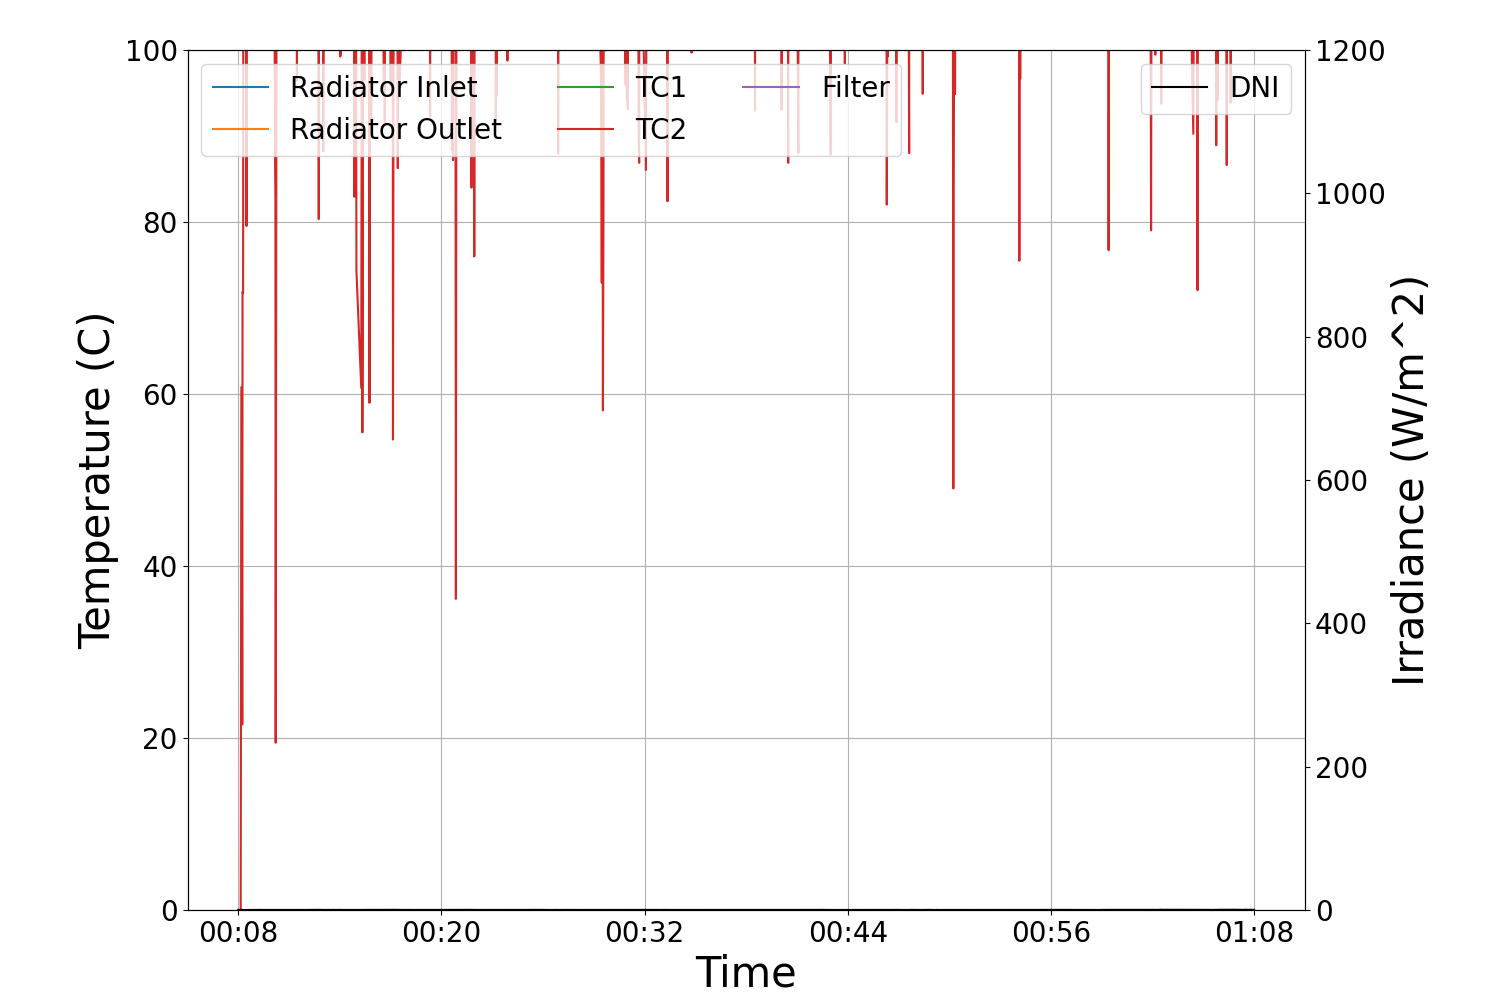 100
80
60
40
20
0
Temperature (C)
Radiator Inlet
Radiator Outlet
TC1
TC2
Filter
DNI
1200
1000
800
600
400
200
0
Irradiance (W/m^2)
00:08 00:20 00:32 00:44 00:56 01:08
Time